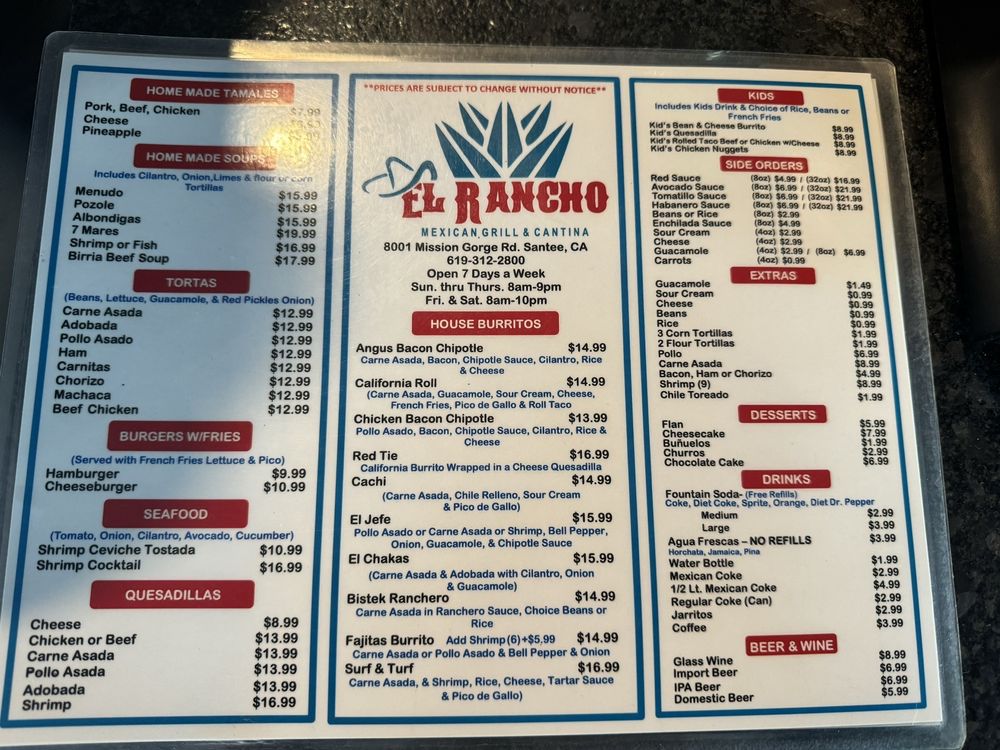 HOME MADE TAMALES
Pork, Beef, Chicken $7.99
Cheese
Pineapple
HOME MADE SOUPS
Includes Cilantro, Onion,Limes & flour or corn
Tortillas
Menudo $15.99
Pozole $15.99
Albondigas $15.99
7 Mares $19.99
Shrimp or Fish $16.99
Birria Beef Soup $17.99
TORTAS
(Beans, Lettuce, Guacamole, & Red Pickles Onion)
Carne Asada $12.99
Adobada $12.99
Pollo Asado $12.99
Ham $12.99
Carnitas $12.99
Chorizo $12.99
Machaca $12.99
Beef Chicken $12.99
BURGERS W/FRIES
(Served with French Fries Lettuce & Pico)
Hamburger $9.99
Cheeseburger $10.99
SEAFOOD
(Tomato, Onion, Cilantro, Avocado, Cucumber)
Shrimp Ceviche Tostada $10.99
Shrimp Cocktail $16.99
QUESADILLAS
Cheese $8.99
Chicken or Beef $13.99
Carne Asada $13.99
Pollo Asada $13.99
Adobada $13.99
Shrimp $16.99
**PRICES ARE SUBJECT TO CHANGE WITHOUT NOTICE**
EL RANCHO
MEXICAN GRILL & CANTINA
8001 Mission Gorge Rd. Santee, CA
619-312-2800
Open 7 Days a Week
Sun. thru Thurs. 8am-9pm
Fri. & Sat. 8am-10pm
HOUSE BURRITOS
Angus Bacon Chipotle $14.99
Carne Asada, Bacon, Chipotle Sauce, Cilantro, Rice
& Cheese
California Roll $14.99
(Carne Asada, Guacamole, Sour Cream, Cheese,
French Fries, Pico de Gallo & Roll Taco
Chicken Bacon Chipotle $13.99
Pollo Asado, Bacon, Chipotle Sauce, Cilantro, Rice &
Cheese
Red Tie $16.99
California Burrito Wrapped in a Cheese Quesadilla
Cachi $14.99
(Carne Asada, Chile Relleno, Sour Cream
& Pico de Gallo)
El Jefe $15.99
Pollo Asado or Carne Asada or Shrimp, Bell Pepper,
Onion, Guacamole, & Chipotle Sauce
El Chakas $15.99
(Carne Asada & Adobada with Cilantro, Onion
& Guacamole)
Bistek Ranchero $14.99
Carne Asada in Ranchero Sauce, Choice Beans or
Rice
Fajitas Burrito Add Shrimp (6)+$5.99 $14.99
Carne Asada or Pollo Asado & Bell Pepper & Onion
Surf & Turf $16.99
Carne Asada, & Shrimp, Rice, Cheese, Tartar Sauce
& Pico de Gallo)
KIDS
Includes Kids Drink & Choice of Rice, Beans or
French Fries
Kid's Bean & Cheese Burrito $8.99
Kid's Quesadilla $8.99
Kid's Rolled Taco Beef or Chicken w/Cheese $8.99
Kid's Chicken Nuggets $8.99
SIDE ORDERS
Red Sauce (8oz) $4.99 / (32oz) $16.99
Avocado Sauce (8oz) $6.99 / (32oz) $21.99
Tomatillo Sauce (8oz) $6.99 / (32oz) $21.99
Habanero Sauce (8oz) $6.99 / (32oz) $21.99
Beans or Rice (8oz) $2.99
Enchilada Sauce (8oz) $4.99
Sour Cream (4oz) $2.99
Cheese (4oz) $2.99
Guacamole (4oz) $2.99 / (8oz) $6.99
Carrots (4oz) $0.99
EXTRAS
Guacamole $1.49
Sour Cream $0.99
Cheese $0.99
Beans $0.99
Rice $0.99
3 Corn Tortillas $1.99
2 Flour Tortillas $1.99
Pollo $6.99
Carne Asada $8.99
Bacon, Ham or Chorizo $4.99
Shrimp (9) $8.99
Chile Toreado $1.99
DESSERTS
Flan $5.99
Cheesecake $7.99
Buñuelos $1.99
Churros $2.99
Chocolate Cake $6.99
DRINKS
Fountain Soda- (Free Refills)
Coke, Diet Coke, Sprite, Orange, Diet Dr. Pepper
Medium $2.99
Large $3.99
Agua Frescas – NO REFILLS $3.99
Horchata, Jamaica, Pina
Water Bottle $1.99
Mexican Coke $2.99
1/2 Lt. Mexican Coke $4.99
Regular Coke (Can) $2.99
Jarritos $2.99
Coffee $3.99
BEER & WINE
Glass Wine $8.99
Import Beer $6.99
IPA Beer $6.99
Domestic Beer $5.99